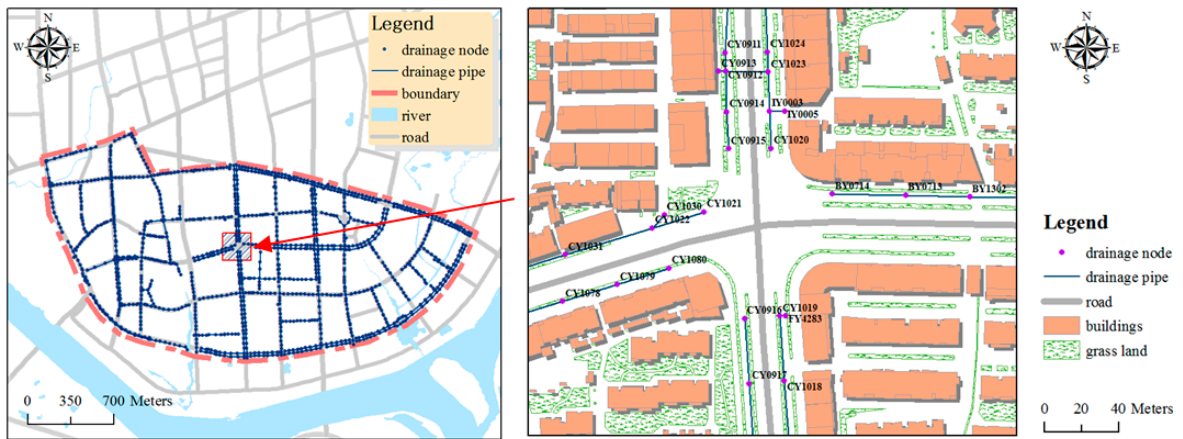 N
W E
S
Legend
drainage node
drainage pipe
boundary
river
road
0 350 700 Meters
CY0911
CY1024
CY0913
CY1023
CY0912
CY0914
IY0003
IY0005
CY0915
CY1020
BY0714
BY0713
BY1302
CY1030
CY1021
CY1022
CY1031
CY1080
CY1079
CY1078
CY0916
CY1019
FY4283
CY0917
CY1018
N
W E
S
Legend
drainage node
drainage pipe
road
buildings
grass land
0 20 40 Meters